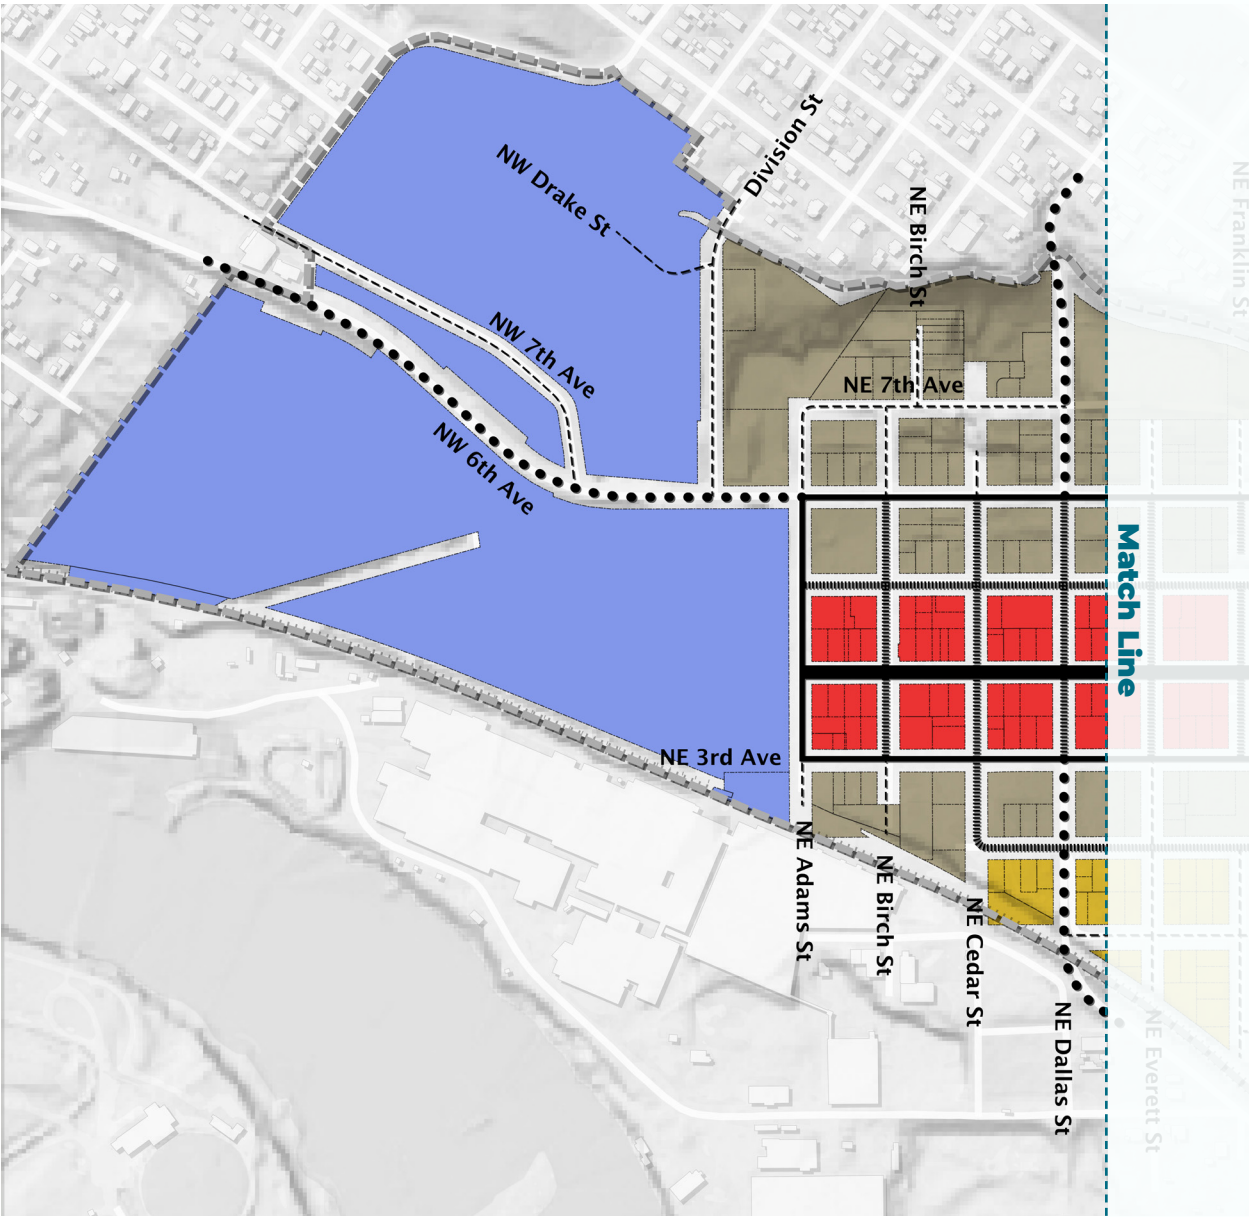 Division St
NW Drake St
NE Franklin St
NE Birch St
NW 7th Ave
NE 7th Ave
NW 6th Ave
Match Line
NE 3rd Ave
NE Adams St
NE Birch St
NE Cedar St
NE Dallas St
NE Everett St